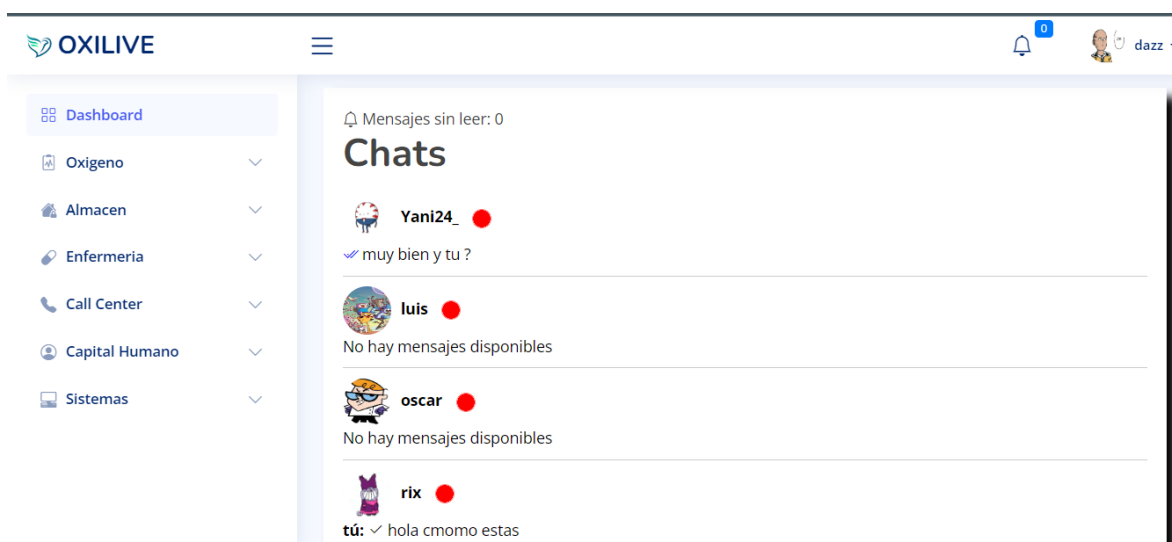 OXILIVE
0
dazz
Dashboard
Oxigeno
Almacen
Enfermeria
Call Center
Capital Humano
Sistemas
Mensajes sin leer: 0
Chats
Yani24_
muy bien y tu ?
luis
No hay mensajes disponibles
oscar
No hay mensajes disponibles
rix
tú: hola cmomo estas